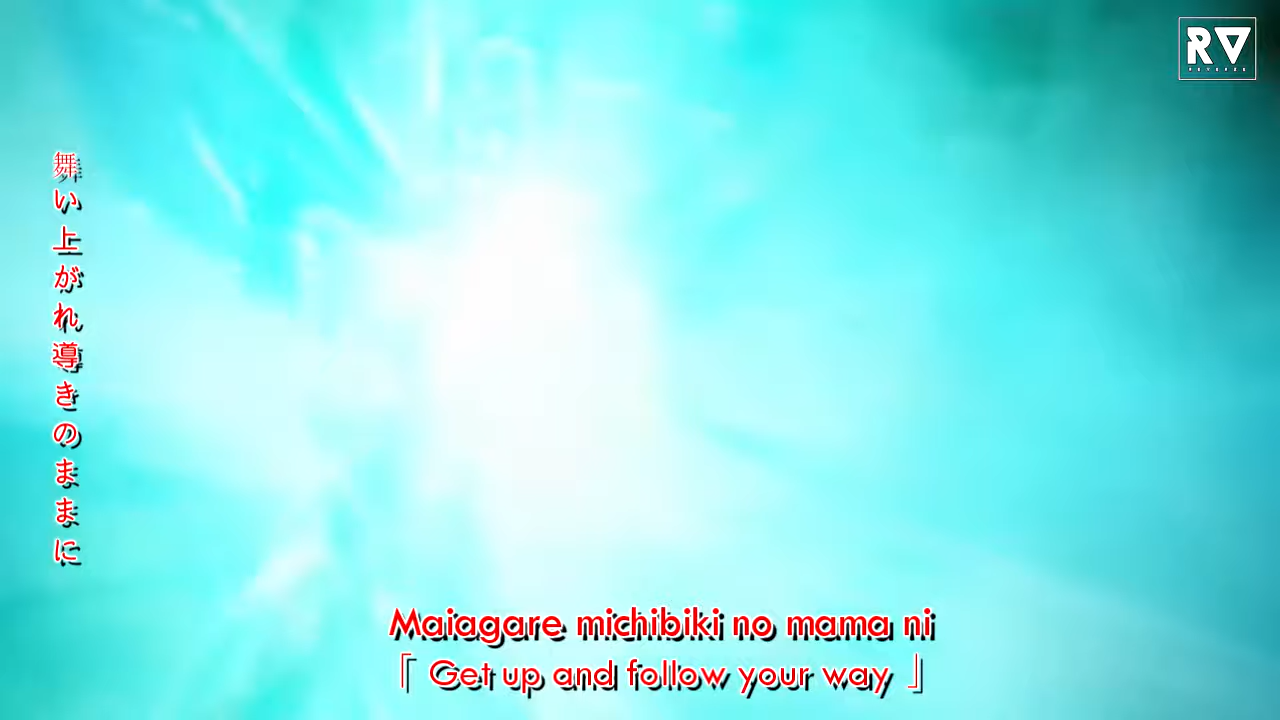 RV
舞い上がれ導きのままに
Maiagare michibiki no mama ni
「 Get up and follow your way 」